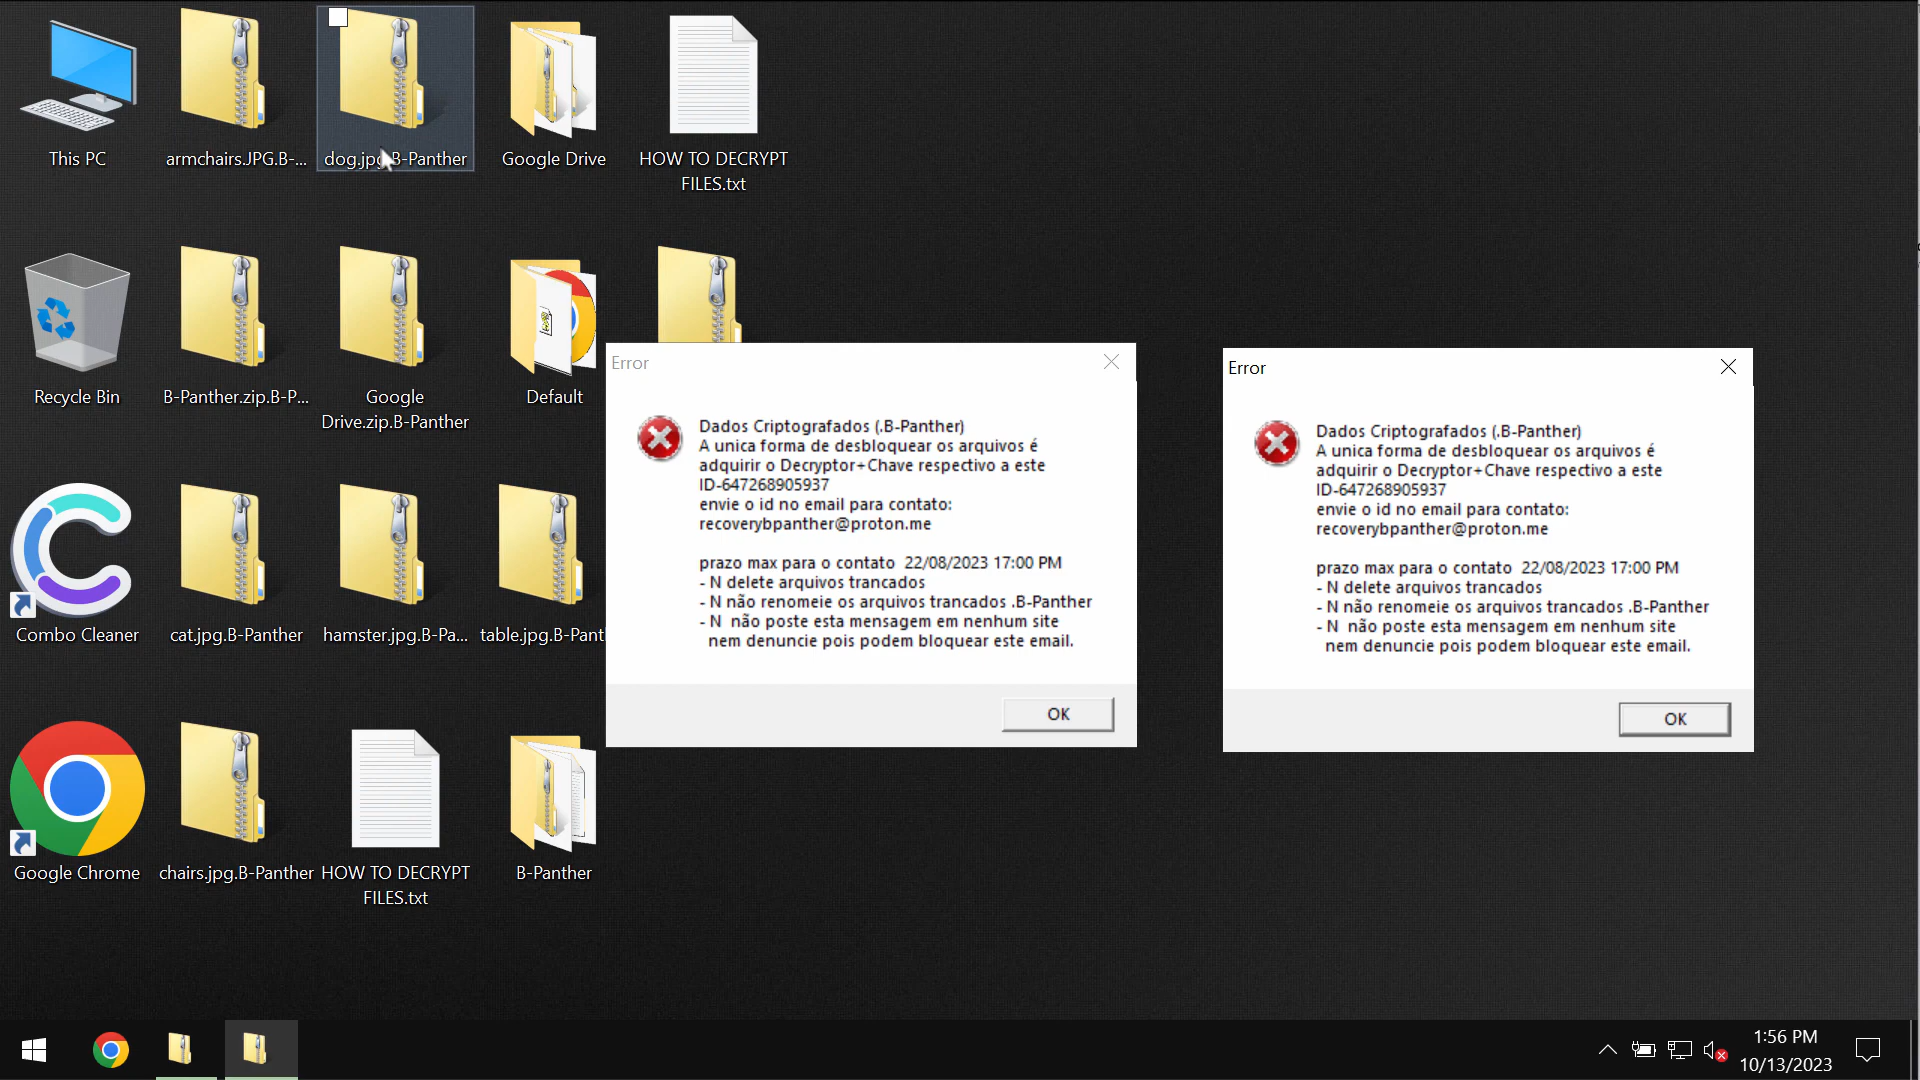 This PC
armchairs.JPG.B-...
dog.jpg.B-Panther
Google Drive
HOW TO DECRYPT
FILES.txt
Recycle Bin
B-Panther.zip.B-P...
Google
Drive.zip.B-Panther
Default
Combo Cleaner
cat.jpg.B-Panther
hamster.jpg.B-Pa...
table.jpg.B-Pant
Google Chrome
chairs.jpg.B-Panther
HOW TO DECRYPT
FILES.txt
B-Panther
Error
Dados Criptografados (.B-Panther)
A unica forma de desbloquear os arquivos é
adquirir o Decryptor+Chave respectivo a este
ID-647268905937
envie o id no email para contato:
recoverybpanther@proton.me
prazo max para o contato  22/08/2023 17:00 PM
- N delete arquivos trancados
- N não renomeie os arquivos trancados .B-Panther
- N  não poste esta mensagem em nenhum site
nem denuncie pois podem bloquear este email.
OK
Error
Dados Criptografados (.B-Panther)
A unica forma de desbloquear os arquivos é
adquirir o Decryptor+Chave respectivo a este
ID-647268905937
envie o id no email para contato:
recoverybpanther@proton.me
prazo max para o contato  22/08/2023 17:00 PM
- N delete arquivos trancados
- N não renomeie os arquivos trancados .B-Panther
- N  não poste esta mensagem em nenhum site
nem denuncie pois podem bloquear este email.
OK
1:56 PM
10/13/2023